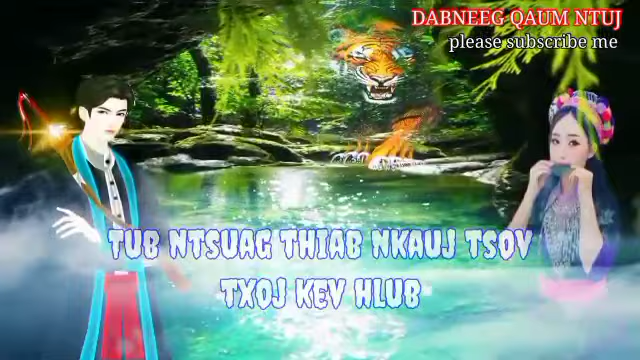 DABNEEG QAUM NTUJ
please subscribe me
TUB NTSUAG THIAB NKAUJ TSOV
TXOJ KEV HLUB